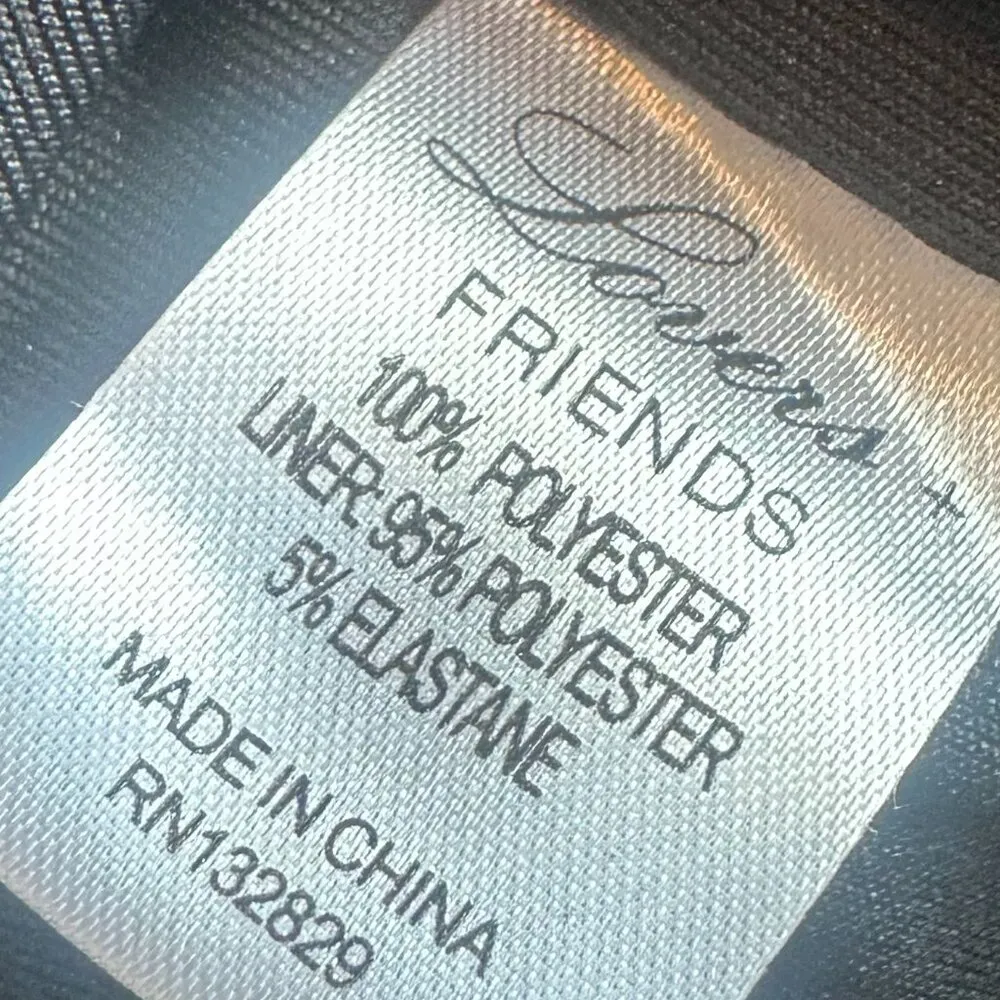 Lovers +
FRIENDS
100% POLYESTER
LINER: 95% POLYESTER
5% ELASTANE
MADE IN CHINA
RN132829